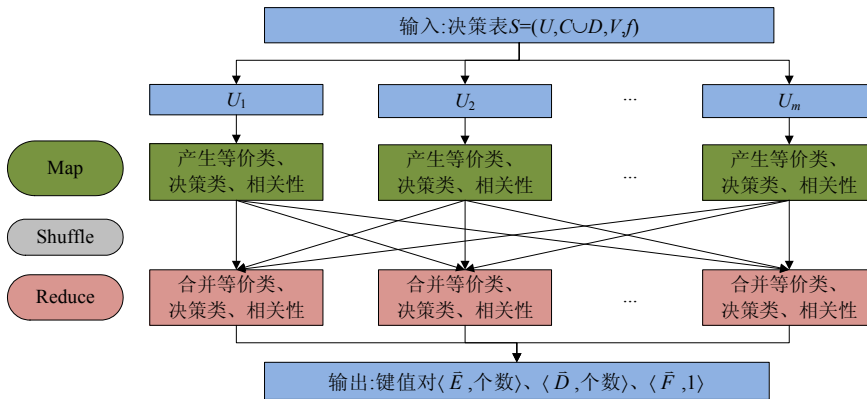 输入:决策表S=(U,C∪D,V,f)
U1 U2 ... Um
Map
产生等价类、
决策类、相关性
产生等价类、
决策类、相关性
...
产生等价类、
决策类、相关性
Shuffle
Reduce
合并等价类、
决策类、相关性
合并等价类、
决策类、相关性
...
合并等价类、
决策类、相关性
输出:键值对⟨E⃗,个数⟩、⟨D⃗,个数⟩、⟨F⃗,1⟩